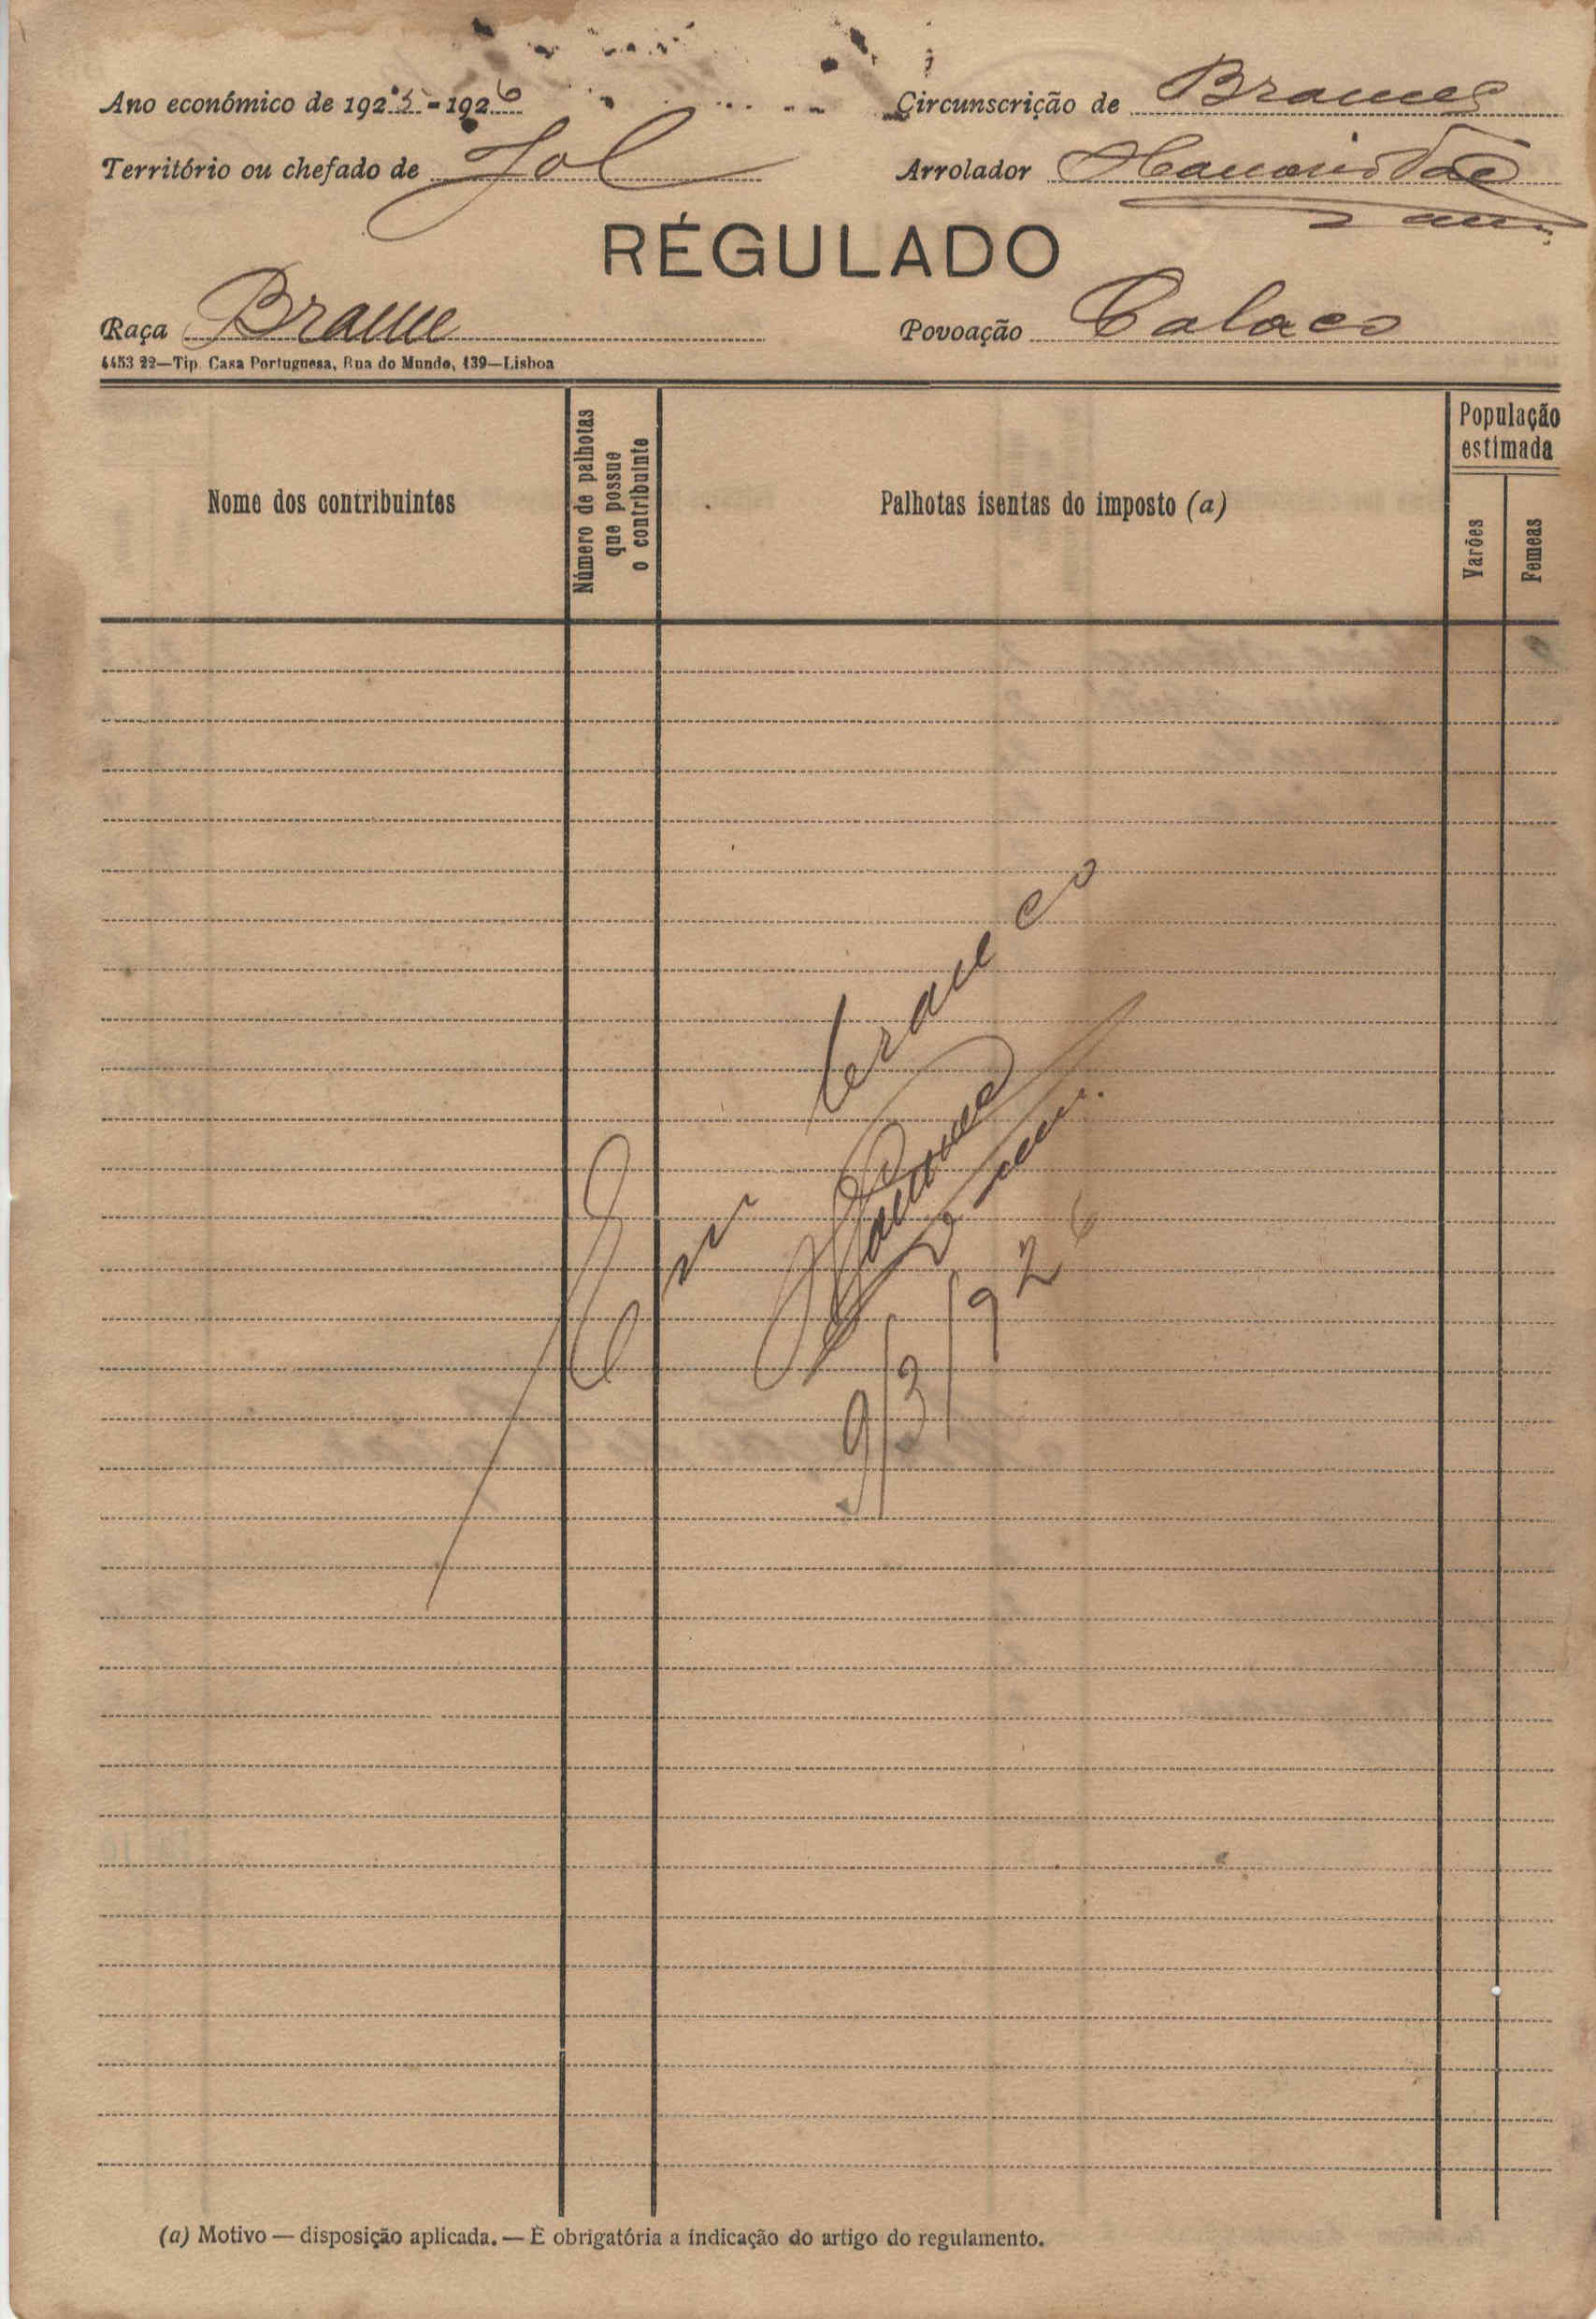 Ano económico de 1925-1926
Circunscrição de Brames
Território ou chefado de Jol
Arrolador
RÉGULADO
Raça Brame
Povoação Calaco
4453 22—Tip. Casa Portuguesa, Rua do Mundo, 139—Lisboa
Nome dos contribuintes
Número de palhotas
que possue
o contribuinte
Palhotas isentas do imposto (a)
População
estimada
Varões
Femeas
Em branco
9/3/926
(a) Motivo — disposição aplicada. — É obrigatória a indicação do artigo do regulamento.